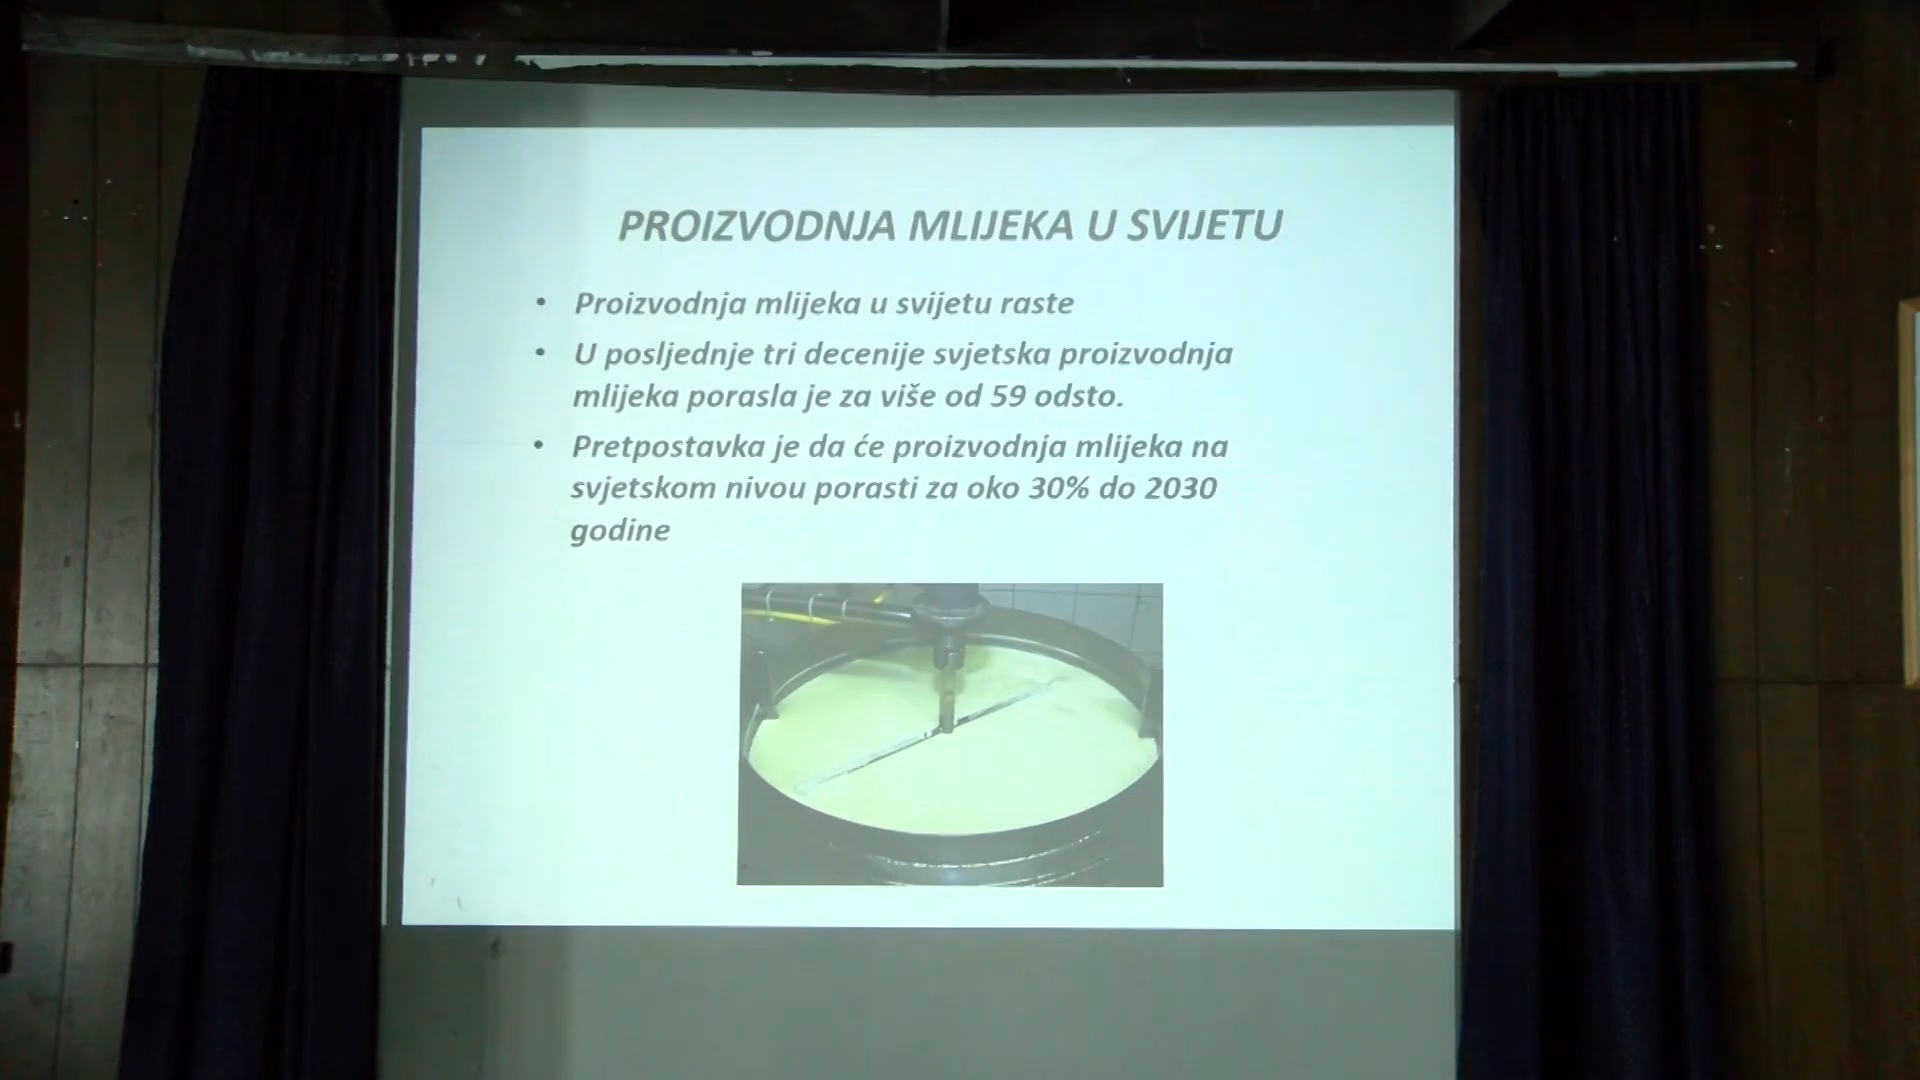 PROIZVODNJA MLIJEKA U SVIJETU
• Proizvodnja mlijeka u svijetu raste
• U posljednje tri decenije svjetska proizvodnja
mlijeka porasla je za više od 59 odsto.
• Pretpostavka je da će proizvodnja mlijeka na
svjetskom nivou porasti za oko 30% do 2030
godine